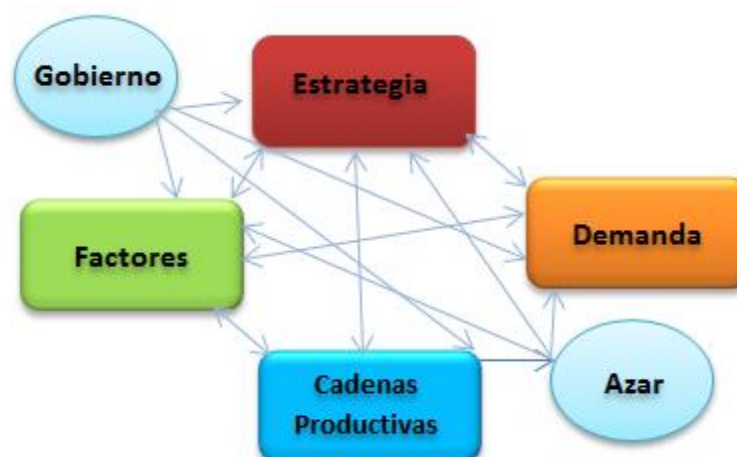 Gobierno
Estrategia
Factores
Demanda
Cadenas
Productivas
Azar